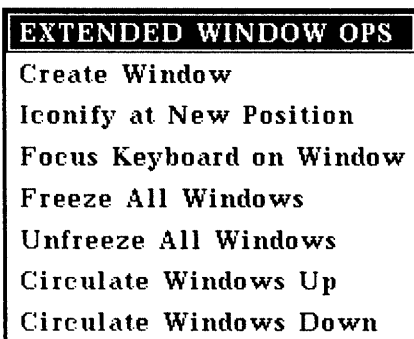 EXTENDED WINDOW OPS
Create Window
Iconify at New Position
Focus Keyboard on Window
Freeze All Windows
Unfreeze All Windows
Circulate Windows Up
Circulate Windows Down